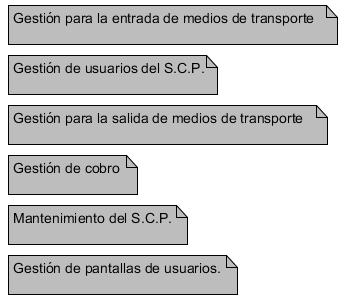 Gestión para la entrada de medios de transporte
Gestión de usuarios del S.C.P.
Gestión para la salida de medios de transporte
Gestión de cobro
Mantenimiento del S.C.P.
Gestión de pantallas de usuarios.